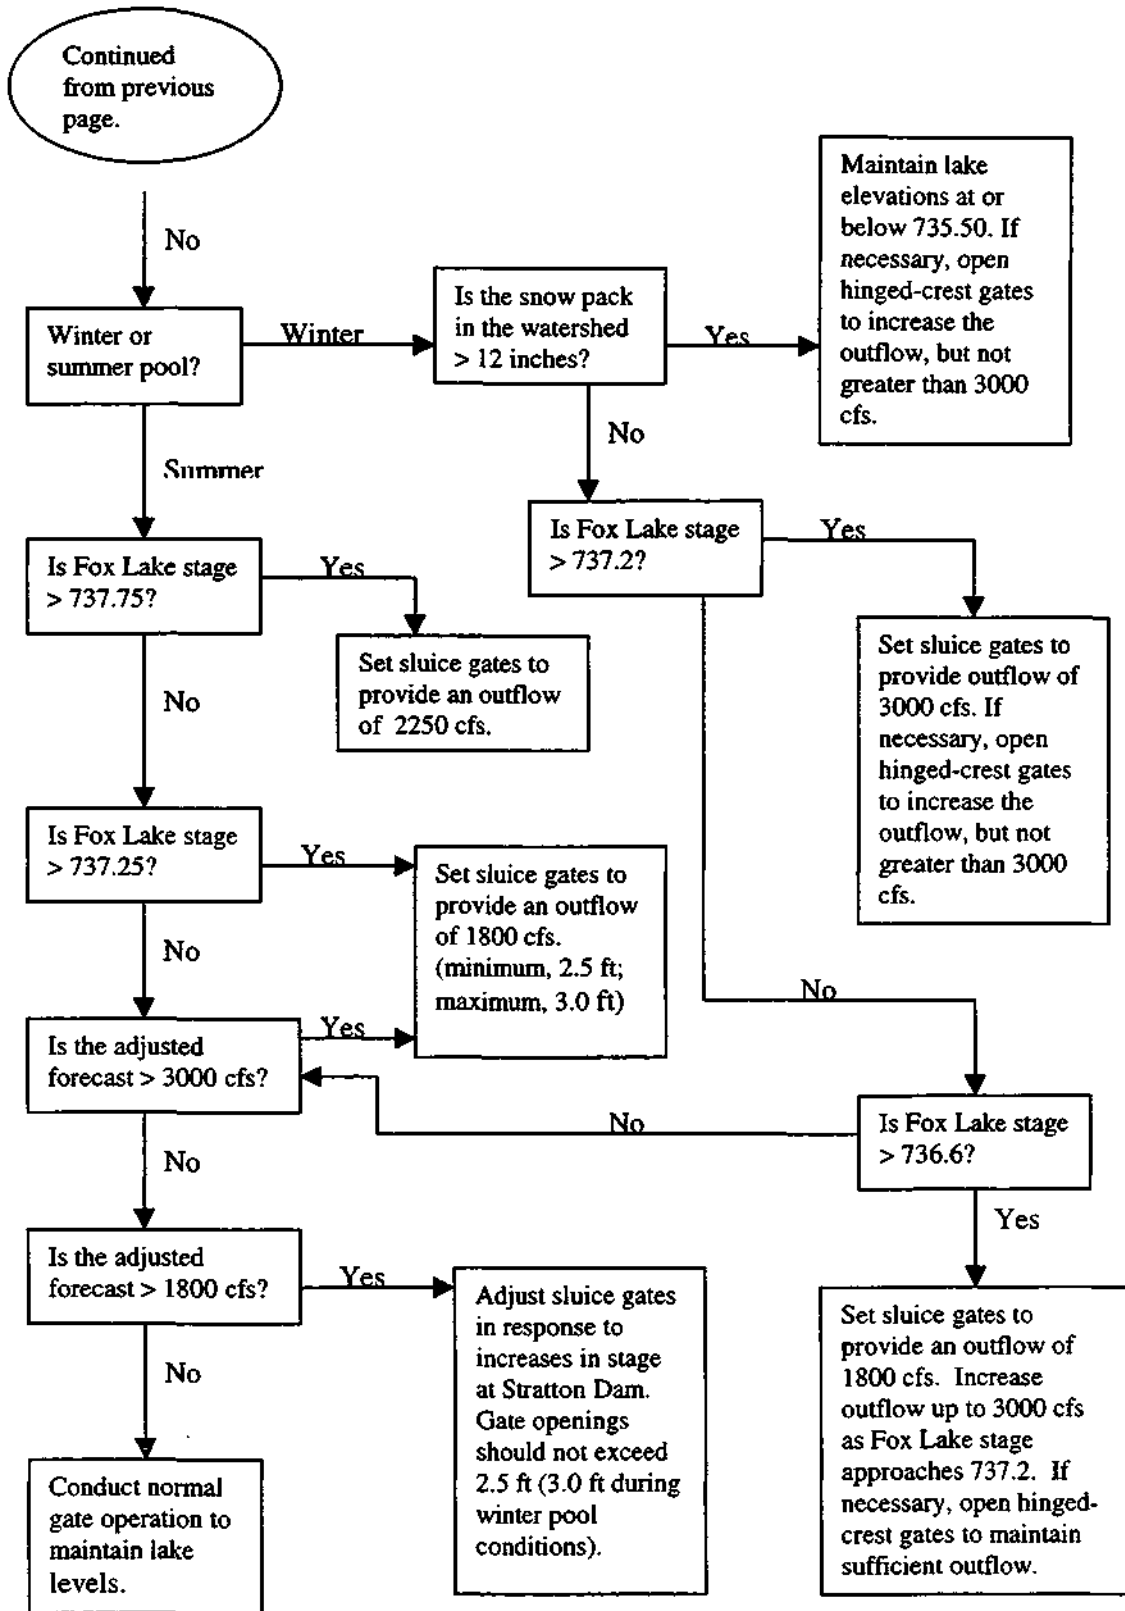 Continued
from previous
page.
No
Winter or
summer pool?
Winter
Is the snow pack
in the watershed
> 12 inches?
Yes
Maintain lake
elevations at or
below 735.50. If
necessary, open
hinged-crest gates
to increase the
outflow, but not
greater than 3000
cfs.
No
Summer
Is Fox Lake stage
> 737.2?
Yes
Set sluice gates to
provide outflow of
3000 cfs. If
necessary, open
hinged-crest gates
to increase the
outflow, but not
greater than 3000
cfs.
Is Fox Lake stage
> 737.75?
Yes
Set sluice gates to
provide an outflow
of 2250 cfs.
No
Is Fox Lake stage
> 737.25?
Yes
Set sluice gates to
provide an outflow
of 1800 cfs.
(minimum, 2.5 ft;
maximum, 3.0 ft)
No
No
Is the adjusted
forecast > 3000 cfs?
Yes
No
Is Fox Lake stage
> 736.6?
Yes
No
Is the adjusted
forecast > 1800 cfs?
Yes
Adjust sluice gates
in response to
increases in stage
at Stratton Dam.
Gate openings
should not exceed
2.5 ft (3.0 ft during
winter pool
conditions).
Set sluice gates to
provide an outflow of
1800 cfs. Increase
outflow up to 3000 cfs
as Fox Lake stage
approaches 737.2. If
necessary, open hinged-
crest gates to maintain
sufficient outflow.
No
Conduct normal
gate operation to
maintain lake
levels.